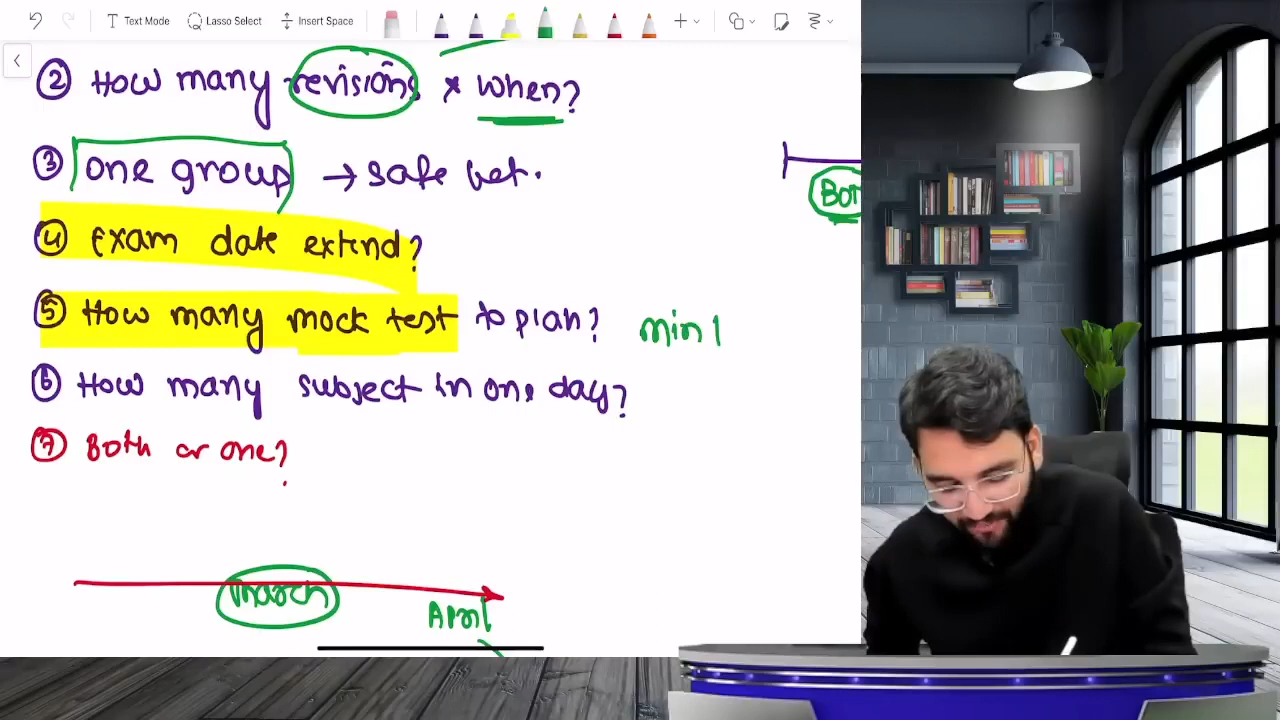 Text Mode Lasso Select Insert Space
② How many revisions & when?
③ one group → safe bet.
Bot
④ Exam date extend?
⑤ How many mock test to plan? min 1
⑥ How many subject in one day?
⑦ Both or one?
march
April